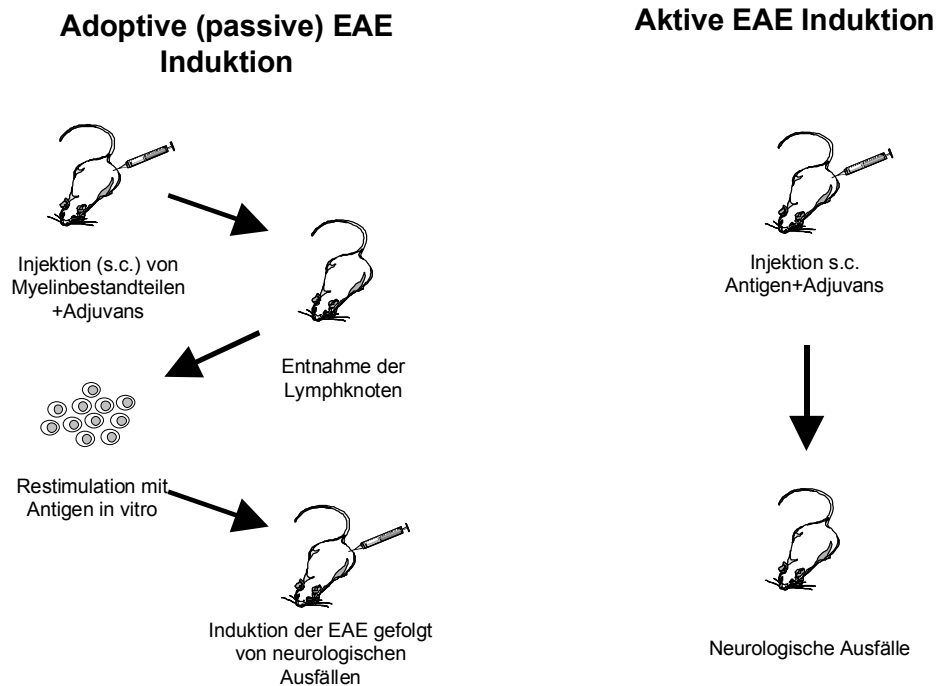 Adoptive (passive) EAE
Induktion
Injektion (s.c.) von
Myelinbestandteilen
+Adjuvans
Entnahme der
Lymphknoten
Restimulation mit
Antigen in vitro
Induktion der EAE gefolgt
von neurologischen
Ausfällen
Aktive EAE Induktion
Injektion s.c.
Antigen+Adjuvans
Neurologische Ausfälle